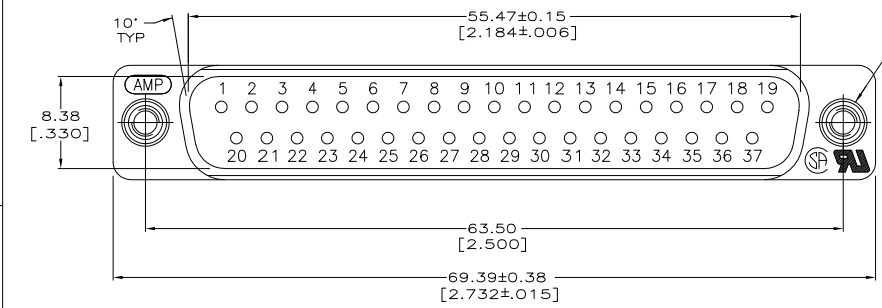 55.47±0.15
[2.184±.006]
10°
TYP
AMP
1 2 3 4 5 6 7 8 9 10 11 12 13 14 15 16 17 18 19
8.38
[.330]
20 21 22 23 24 25 26 27 28 29 30 31 32 33 34 35 36 37
SA
RU
63.50
[2.500]
69.39±0.38
[2.732±.015]